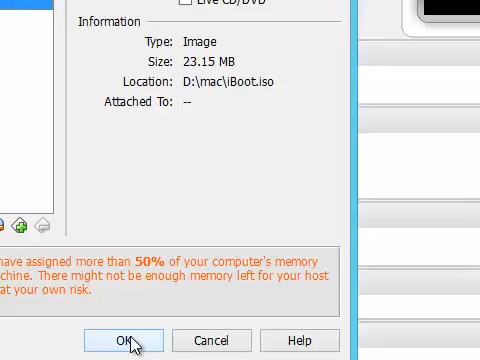 Live CD/DVD
Information
Type: Image
Size: 23.15 MB
Location: D:\mac\iBoot.iso
Attached To: --
have assigned more than 50% of your computer's memory
chine. There might not be enough memory left for your host
at your own risk.
OK Cancel Help